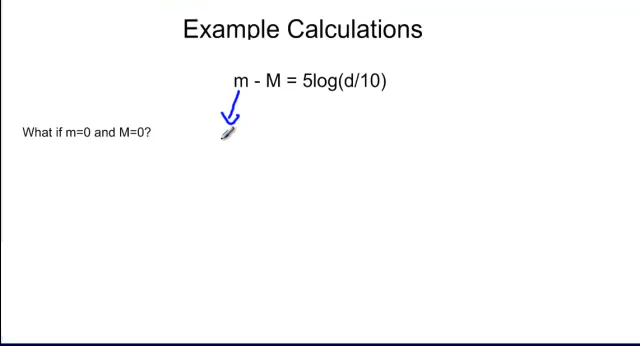 Example Calculations
m - M = 5log(d/10)
What if m=0 and M=0?